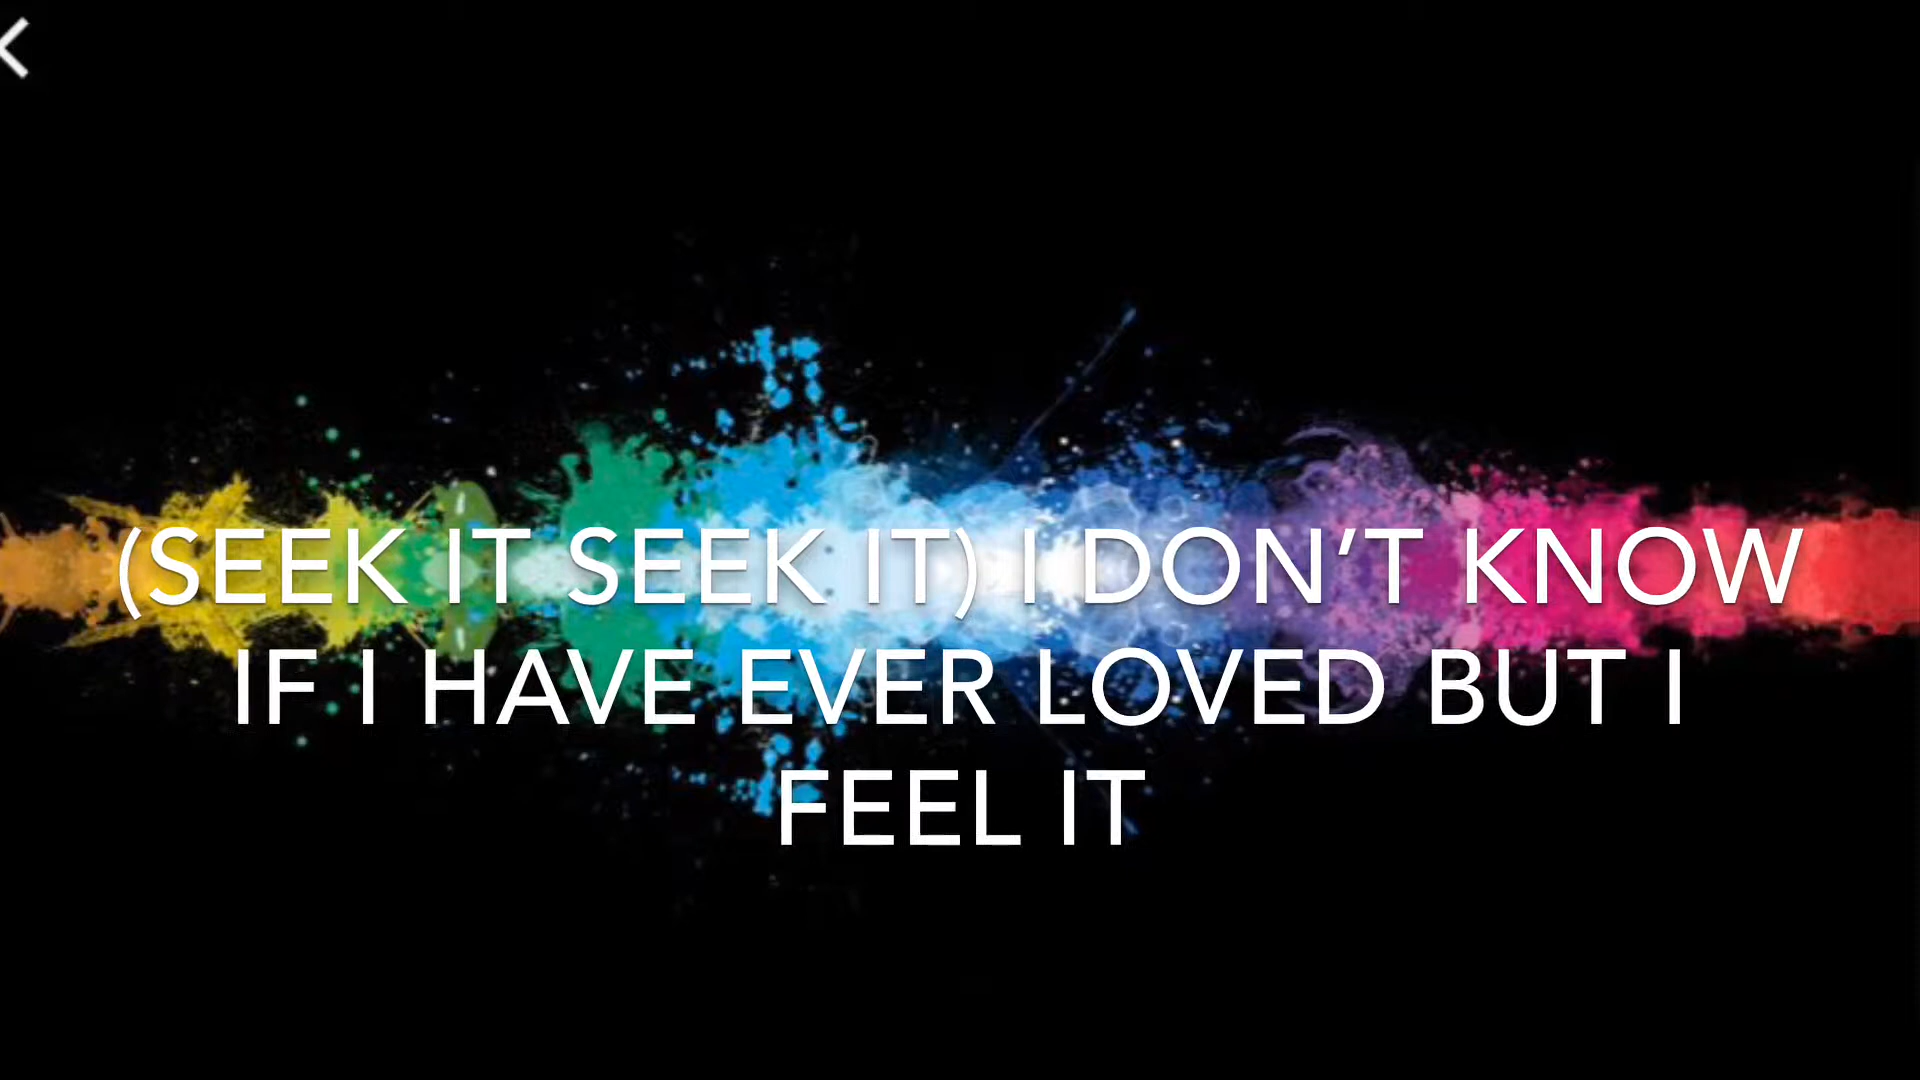 (SEEK IT SEEK IT) I DON’T KNOW
IF I HAVE EVER LOVED BUT I
FEEL IT